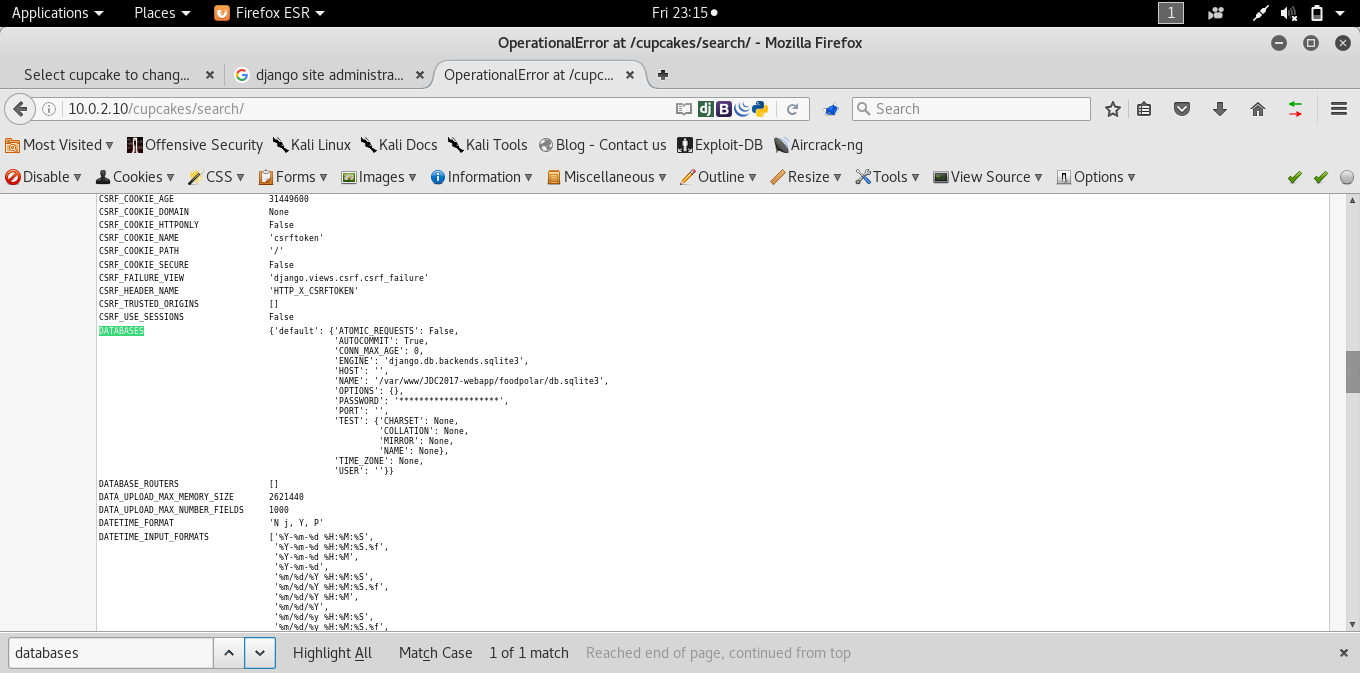 Applications Places Firefox ESR Fri 23:15 1
OperationalError at /cupcakes/search/ - Mozilla Firefox
Select cupcake to chang... django site administra... OperationalError at /cupc...
10.0.2.10/cupcakes/search/ Search
Most Visited Offensive Security Kali Linux Kali Docs Kali Tools Blog - Contact us Exploit-DB Aircrack-ng
Disable Cookies CSS Forms Images Information Miscellaneous Outline Resize Tools View Source Options
CSRF_COOKIE_AGE 31449600
CSRF_COOKIE_DOMAIN None
CSRF_COOKIE_HTTPONLY False
CSRF_COOKIE_NAME 'csrftoken'
CSRF_COOKIE_PATH '/'
CSRF_COOKIE_SECURE False
CSRF_FAILURE_VIEW 'django.views.csrf.csrf_failure'
CSRF_HEADER_NAME 'HTTP_X_CSRFTOKEN'
CSRF_TRUSTED_ORIGINS []
CSRF_USE_SESSIONS False
DATABASES {'default': {'ATOMIC_REQUESTS': False,
'AUTOCOMMIT': True,
'CONN_MAX_AGE': 0,
'ENGINE': 'django.db.backends.sqlite3',
'HOST': '',
'NAME': '/var/www/JDC2017-webapp/foodpolar/db.sqlite3',
'OPTIONS': {},
'PASSWORD': '********************',
'PORT': '',
'TEST': {'CHARSET': None,
'COLLATION': None,
'MIRROR': None,
'NAME': None},
'TIME_ZONE': None,
'USER': ''}}
DATABASE_ROUTERS []
DATA_UPLOAD_MAX_MEMORY_SIZE 2621440
DATA_UPLOAD_MAX_NUMBER_FIELDS 1000
DATETIME_FORMAT 'N j, Y, P'
DATETIME_INPUT_FORMATS ['%Y-%m-%d %H:%M:%S',
'%Y-%m-%d %H:%M:%S.%f',
'%Y-%m-%d %H:%M',
'%Y-%m-%d',
'%m/%d/%Y %H:%M:%S',
'%m/%d/%Y %H:%M:%S.%f',
'%m/%d/%Y %H:%M',
'%m/%d/%Y',
'%m/%d/%y %H:%M:%S',
'%m/%d/%y %H:%M:%S.%f',
databases Highlight All Match Case 1 of 1 match Reached end of page, continued from top